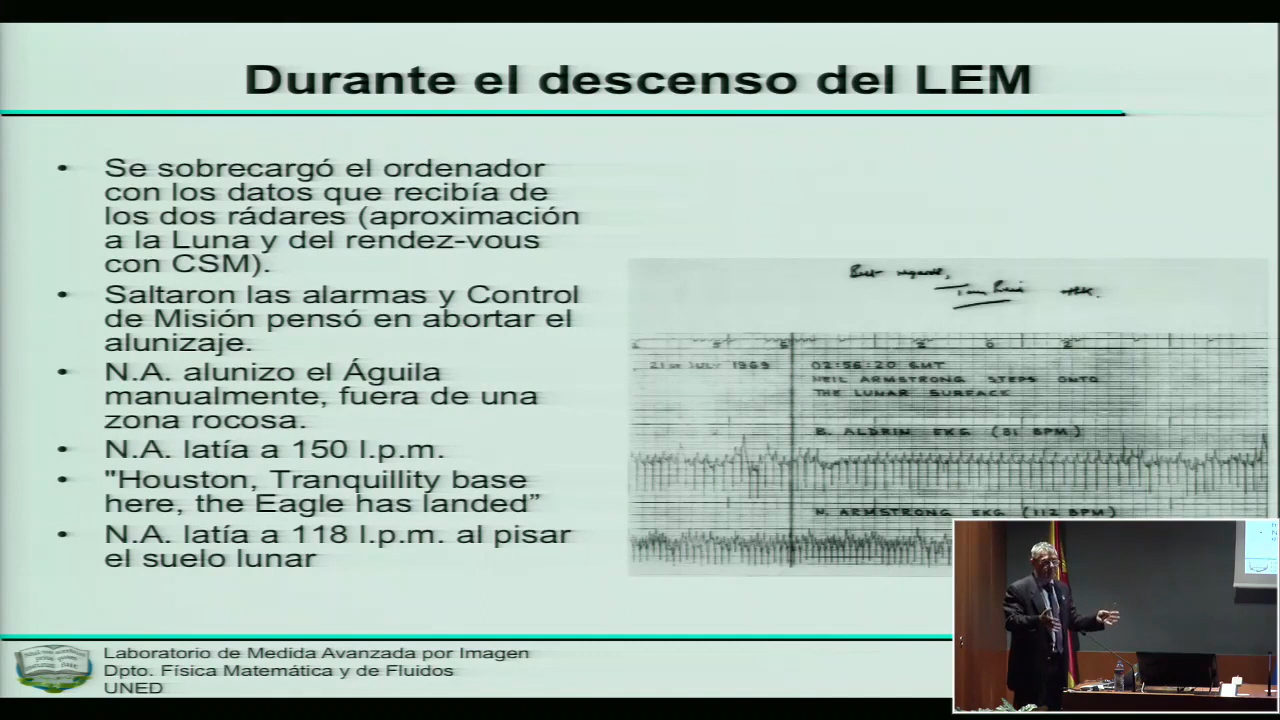 Durante el descenso del LEM
• Se sobrecargó el ordenador
con los datos que recibía de
los dos rádares (aproximación
a la Luna y del rendez-vous
con CSM).
• Saltaron las alarmas y Control
de Misión pensó en abortar el
alunizaje.
• N.A. alunizo el Águila
manualmente, fuera de una
zona rocosa.
• N.A. latía a 150 l.p.m.
• "Houston, Tranquillity base
here, the Eagle has landed”
• N.A. latía a 118 l.p.m. al pisar
el suelo lunar
Best regards,
21st JULY 1969 02:56:20 GMT
NEIL ARMSTRONG STEPS ONTO
THE LUNAR SURFACE
B. ALDRIN EKG (81 BPM)
N. ARMSTRONG EKG (112 BPM)
Laboratorio de Medida Avanzada por Imagen
Dpto. Física Matemática y de Fluidos
UNED